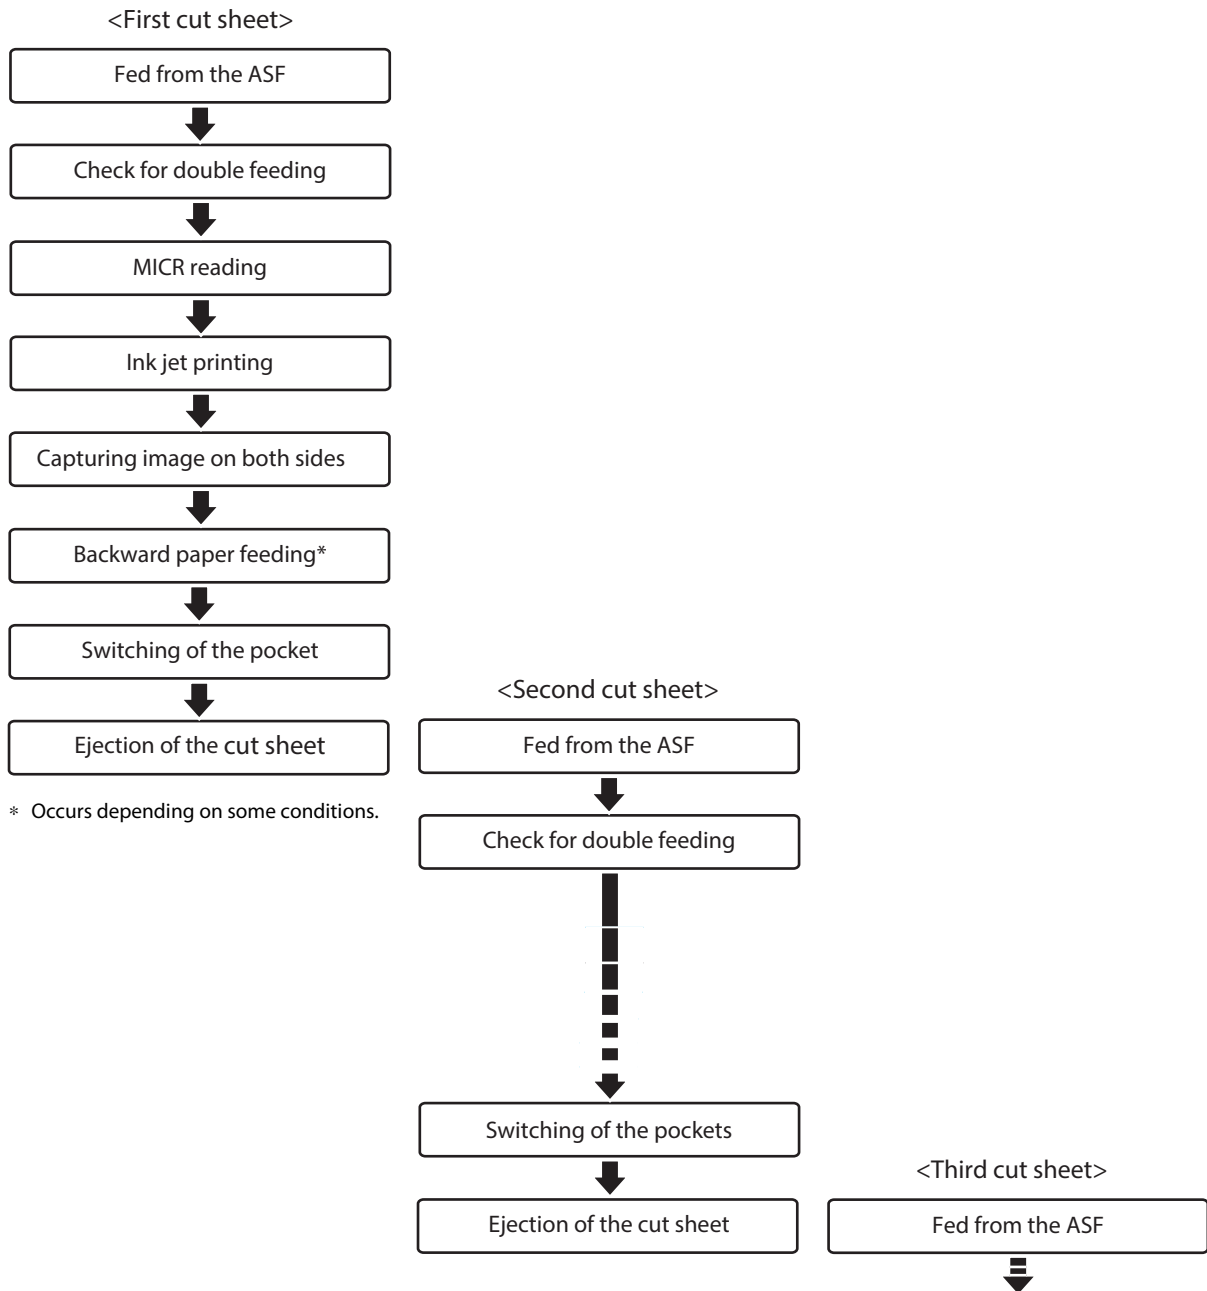 <First cut sheet>
Fed from the ASF
Check for double feeding
MICR reading
Ink jet printing
Capturing image on both sides
Backward paper feeding*
Switching of the pocket
Ejection of the cut sheet
* Occurs depending on some conditions.
<Second cut sheet>
Fed from the ASF
Check for double feeding
Switching of the pockets
Ejection of the cut sheet
<Third cut sheet>
Fed from the ASF